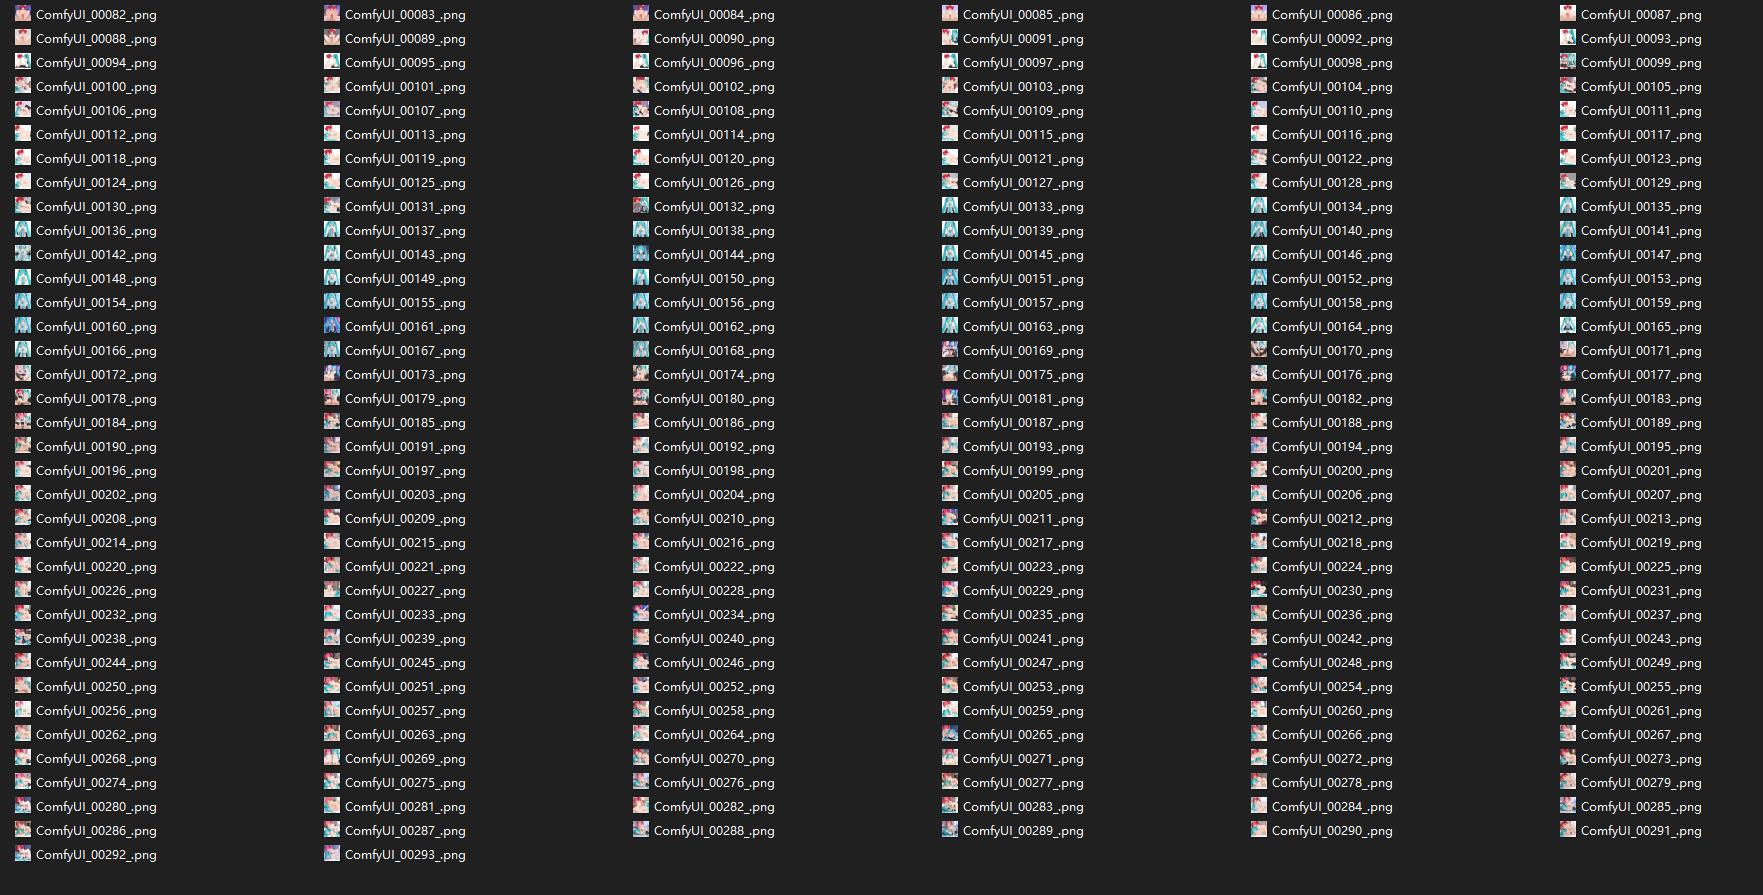 ComfyUI_00082_.png ComfyUI_00083_.png ComfyUI_00084_.png ComfyUI_00085_.png ComfyUI_00086_.png ComfyUI_00087_.png
ComfyUI_00088_.png ComfyUI_00089_.png ComfyUI_00090_.png ComfyUI_00091_.png ComfyUI_00092_.png ComfyUI_00093_.png
ComfyUI_00094_.png ComfyUI_00095_.png ComfyUI_00096_.png ComfyUI_00097_.png ComfyUI_00098_.png ComfyUI_00099_.png
ComfyUI_00100_.png ComfyUI_00101_.png ComfyUI_00102_.png ComfyUI_00103_.png ComfyUI_00104_.png ComfyUI_00105_.png
ComfyUI_00106_.png ComfyUI_00107_.png ComfyUI_00108_.png ComfyUI_00109_.png ComfyUI_00110_.png ComfyUI_00111_.png
ComfyUI_00112_.png ComfyUI_00113_.png ComfyUI_00114_.png ComfyUI_00115_.png ComfyUI_00116_.png ComfyUI_00117_.png
ComfyUI_00118_.png ComfyUI_00119_.png ComfyUI_00120_.png ComfyUI_00121_.png ComfyUI_00122_.png ComfyUI_00123_.png
ComfyUI_00124_.png ComfyUI_00125_.png ComfyUI_00126_.png ComfyUI_00127_.png ComfyUI_00128_.png ComfyUI_00129_.png
ComfyUI_00130_.png ComfyUI_00131_.png ComfyUI_00132_.png ComfyUI_00133_.png ComfyUI_00134_.png ComfyUI_00135_.png
ComfyUI_00136_.png ComfyUI_00137_.png ComfyUI_00138_.png ComfyUI_00139_.png ComfyUI_00140_.png ComfyUI_00141_.png
ComfyUI_00142_.png ComfyUI_00143_.png ComfyUI_00144_.png ComfyUI_00145_.png ComfyUI_00146_.png ComfyUI_00147_.png
ComfyUI_00148_.png ComfyUI_00149_.png ComfyUI_00150_.png ComfyUI_00151_.png ComfyUI_00152_.png ComfyUI_00153_.png
ComfyUI_00154_.png ComfyUI_00155_.png ComfyUI_00156_.png ComfyUI_00157_.png ComfyUI_00158_.png ComfyUI_00159_.png
ComfyUI_00160_.png ComfyUI_00161_.png ComfyUI_00162_.png ComfyUI_00163_.png ComfyUI_00164_.png ComfyUI_00165_.png
ComfyUI_00166_.png ComfyUI_00167_.png ComfyUI_00168_.png ComfyUI_00169_.png ComfyUI_00170_.png ComfyUI_00171_.png
ComfyUI_00172_.png ComfyUI_00173_.png ComfyUI_00174_.png ComfyUI_00175_.png ComfyUI_00176_.png ComfyUI_00177_.png
ComfyUI_00178_.png ComfyUI_00179_.png ComfyUI_00180_.png ComfyUI_00181_.png ComfyUI_00182_.png ComfyUI_00183_.png
ComfyUI_00184_.png ComfyUI_00185_.png ComfyUI_00186_.png ComfyUI_00187_.png ComfyUI_00188_.png ComfyUI_00189_.png
ComfyUI_00190_.png ComfyUI_00191_.png ComfyUI_00192_.png ComfyUI_00193_.png ComfyUI_00194_.png ComfyUI_00195_.png
ComfyUI_00196_.png ComfyUI_00197_.png ComfyUI_00198_.png ComfyUI_00199_.png ComfyUI_00200_.png ComfyUI_00201_.png
ComfyUI_00202_.png ComfyUI_00203_.png ComfyUI_00204_.png ComfyUI_00205_.png ComfyUI_00206_.png ComfyUI_00207_.png
ComfyUI_00208_.png ComfyUI_00209_.png ComfyUI_00210_.png ComfyUI_00211_.png ComfyUI_00212_.png ComfyUI_00213_.png
ComfyUI_00214_.png ComfyUI_00215_.png ComfyUI_00216_.png ComfyUI_00217_.png ComfyUI_00218_.png ComfyUI_00219_.png
ComfyUI_00220_.png ComfyUI_00221_.png ComfyUI_00222_.png ComfyUI_00223_.png ComfyUI_00224_.png ComfyUI_00225_.png
ComfyUI_00226_.png ComfyUI_00227_.png ComfyUI_00228_.png ComfyUI_00229_.png ComfyUI_00230_.png ComfyUI_00231_.png
ComfyUI_00232_.png ComfyUI_00233_.png ComfyUI_00234_.png ComfyUI_00235_.png ComfyUI_00236_.png ComfyUI_00237_.png
ComfyUI_00238_.png ComfyUI_00239_.png ComfyUI_00240_.png ComfyUI_00241_.png ComfyUI_00242_.png ComfyUI_00243_.png
ComfyUI_00244_.png ComfyUI_00245_.png ComfyUI_00246_.png ComfyUI_00247_.png ComfyUI_00248_.png ComfyUI_00249_.png
ComfyUI_00250_.png ComfyUI_00251_.png ComfyUI_00252_.png ComfyUI_00253_.png ComfyUI_00254_.png ComfyUI_00255_.png
ComfyUI_00256_.png ComfyUI_00257_.png ComfyUI_00258_.png ComfyUI_00259_.png ComfyUI_00260_.png ComfyUI_00261_.png
ComfyUI_00262_.png ComfyUI_00263_.png ComfyUI_00264_.png ComfyUI_00265_.png ComfyUI_00266_.png ComfyUI_00267_.png
ComfyUI_00268_.png ComfyUI_00269_.png ComfyUI_00270_.png ComfyUI_00271_.png ComfyUI_00272_.png ComfyUI_00273_.png
ComfyUI_00274_.png ComfyUI_00275_.png ComfyUI_00276_.png ComfyUI_00277_.png ComfyUI_00278_.png ComfyUI_00279_.png
ComfyUI_00280_.png ComfyUI_00281_.png ComfyUI_00282_.png ComfyUI_00283_.png ComfyUI_00284_.png ComfyUI_00285_.png
ComfyUI_00286_.png ComfyUI_00287_.png ComfyUI_00288_.png ComfyUI_00289_.png ComfyUI_00290_.png ComfyUI_00291_.png
ComfyUI_00292_.png ComfyUI_00293_.png